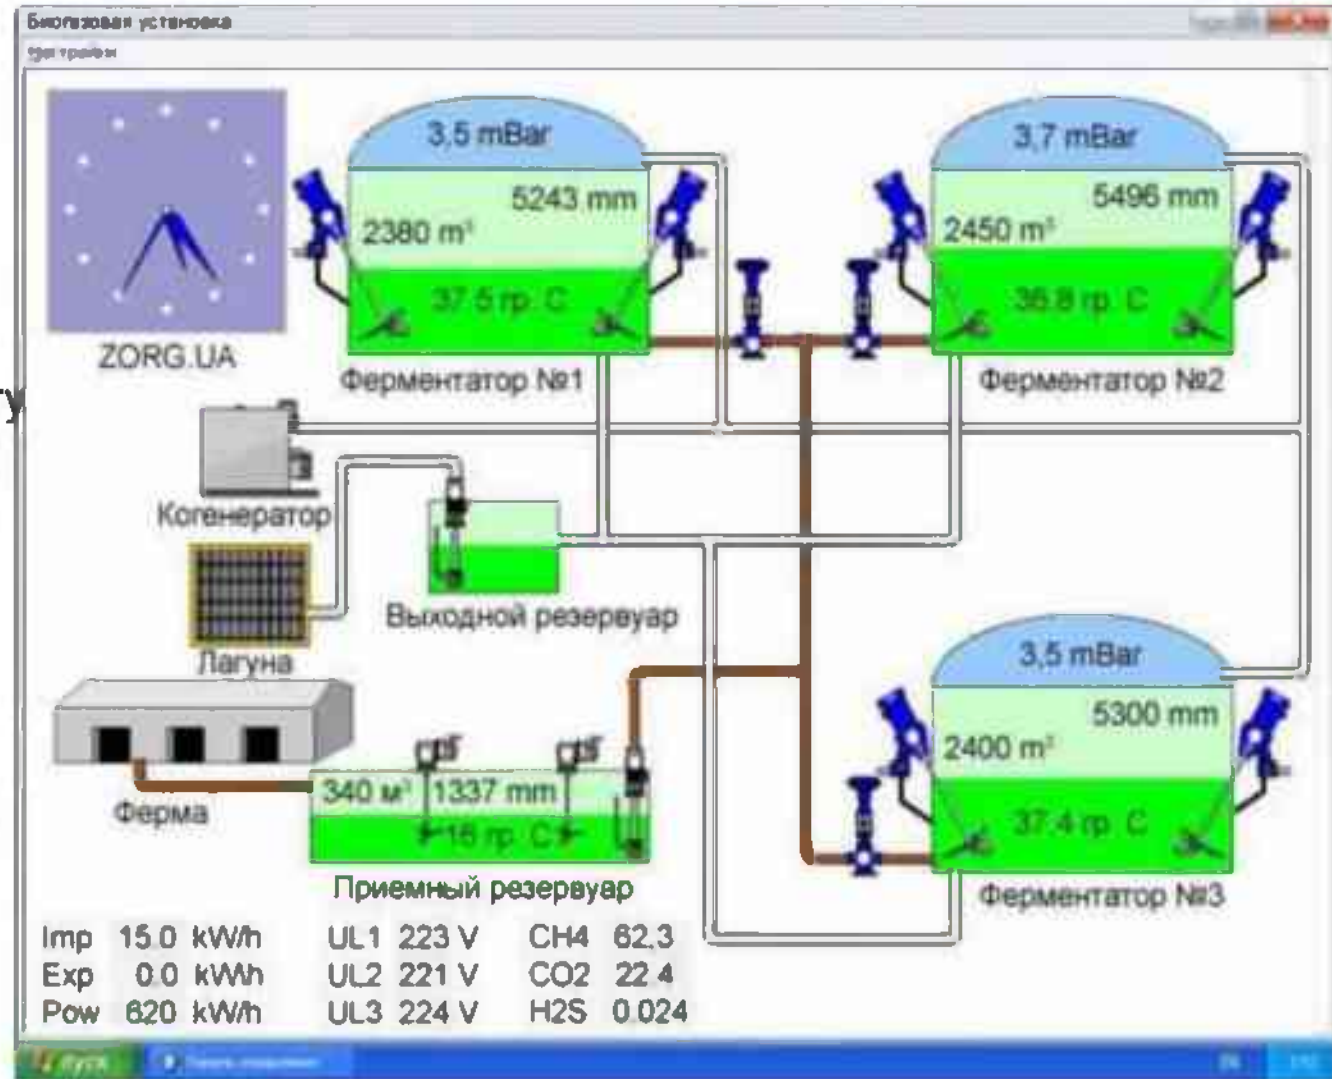 Биогазовая установка
3,5 mBar
5243 mm
2380 m³
37.5 гр. С
Ферментатор №1
3,7 mBar
5496 mm
2450 m³
36.8 гр. С
Ферментатор №2
ZORG.UA
ту
Когенератор
Выходной резервуар
Лагуна
Ферма
340 м³
1337 mm
16 гр. С
Приемный резервуар
3,5 mBar
5300 mm
2400 m³
37.4 гр. С
Ферментатор №3
Imp 15.0 kW/h UL1 223 V CH4 62.3
Exp 0.0 kW/h UL2 221 V CO2 22.4
Pow 620 kW/h UL3 224 V H2S 0.024
пуск